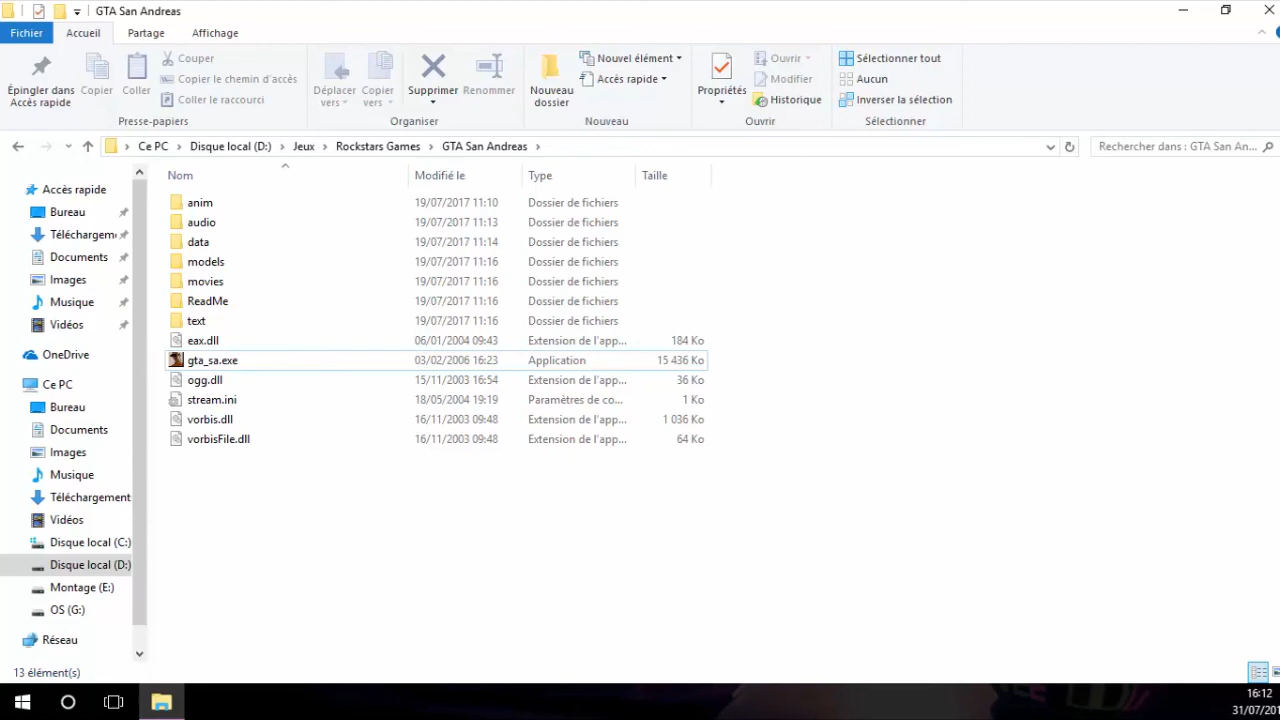 GTA San Andreas
Fichier Accueil Partage Affichage
Épingler dans Accès rapide
Copier
Coller
Couper
Copier le chemin d'accès
Coller le raccourci
Presse-papiers
Déplacer vers
Copier vers
Supprimer
Renommer
Organiser
Nouveau dossier
Nouvel élément
Accès rapide
Nouveau
Propriétés
Ouvrir
Modifier
Historique
Ouvrir
Sélectionner tout
Aucun
Inverser la sélection
Sélectionner
Ce PC Disque local (D:) Jeux Rockstars Games GTA San Andreas
Rechercher dans : GTA San An...
Accès rapide
Bureau
Téléchargem
Documents
Images
Musique
Vidéos
OneDrive
Ce PC
Bureau
Documents
Images
Musique
Téléchargement
Vidéos
Disque local (C:)
Disque local (D:)
Montage (E:)
OS (G:)
Réseau
Nom Modifié le Type Taille
anim 19/07/2017 11:10 Dossier de fichiers
audio 19/07/2017 11:13 Dossier de fichiers
data 19/07/2017 11:14 Dossier de fichiers
models 19/07/2017 11:16 Dossier de fichiers
movies 19/07/2017 11:16 Dossier de fichiers
ReadMe 19/07/2017 11:16 Dossier de fichiers
text 19/07/2017 11:16 Dossier de fichiers
eax.dll 06/01/2004 09:43 Extension de l'app... 184 Ko
gta_sa.exe 03/02/2006 16:23 Application 15 436 Ko
ogg.dll 15/11/2003 16:54 Extension de l'app... 36 Ko
stream.ini 18/05/2004 19:19 Paramètres de co... 1 Ko
vorbis.dll 16/11/2003 09:48 Extension de l'app... 1 036 Ko
vorbisFile.dll 16/11/2003 09:48 Extension de l'app... 64 Ko
13 élément(s)
16:12
31/07/201